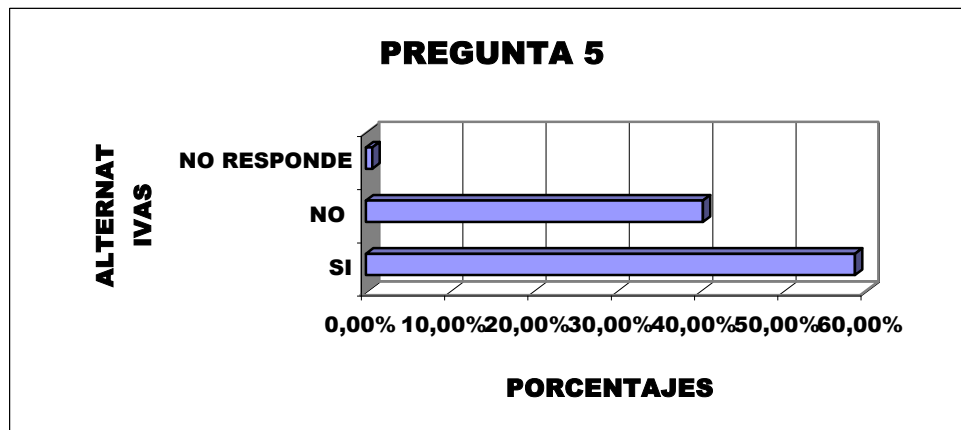 PREGUNTA 5
ALTERNAT
IVAS
NO RESPONDE
NO
SI
0,00% 10,00% 20,00% 30,00% 40,00% 50,00% 60,00%
PORCENTAJES